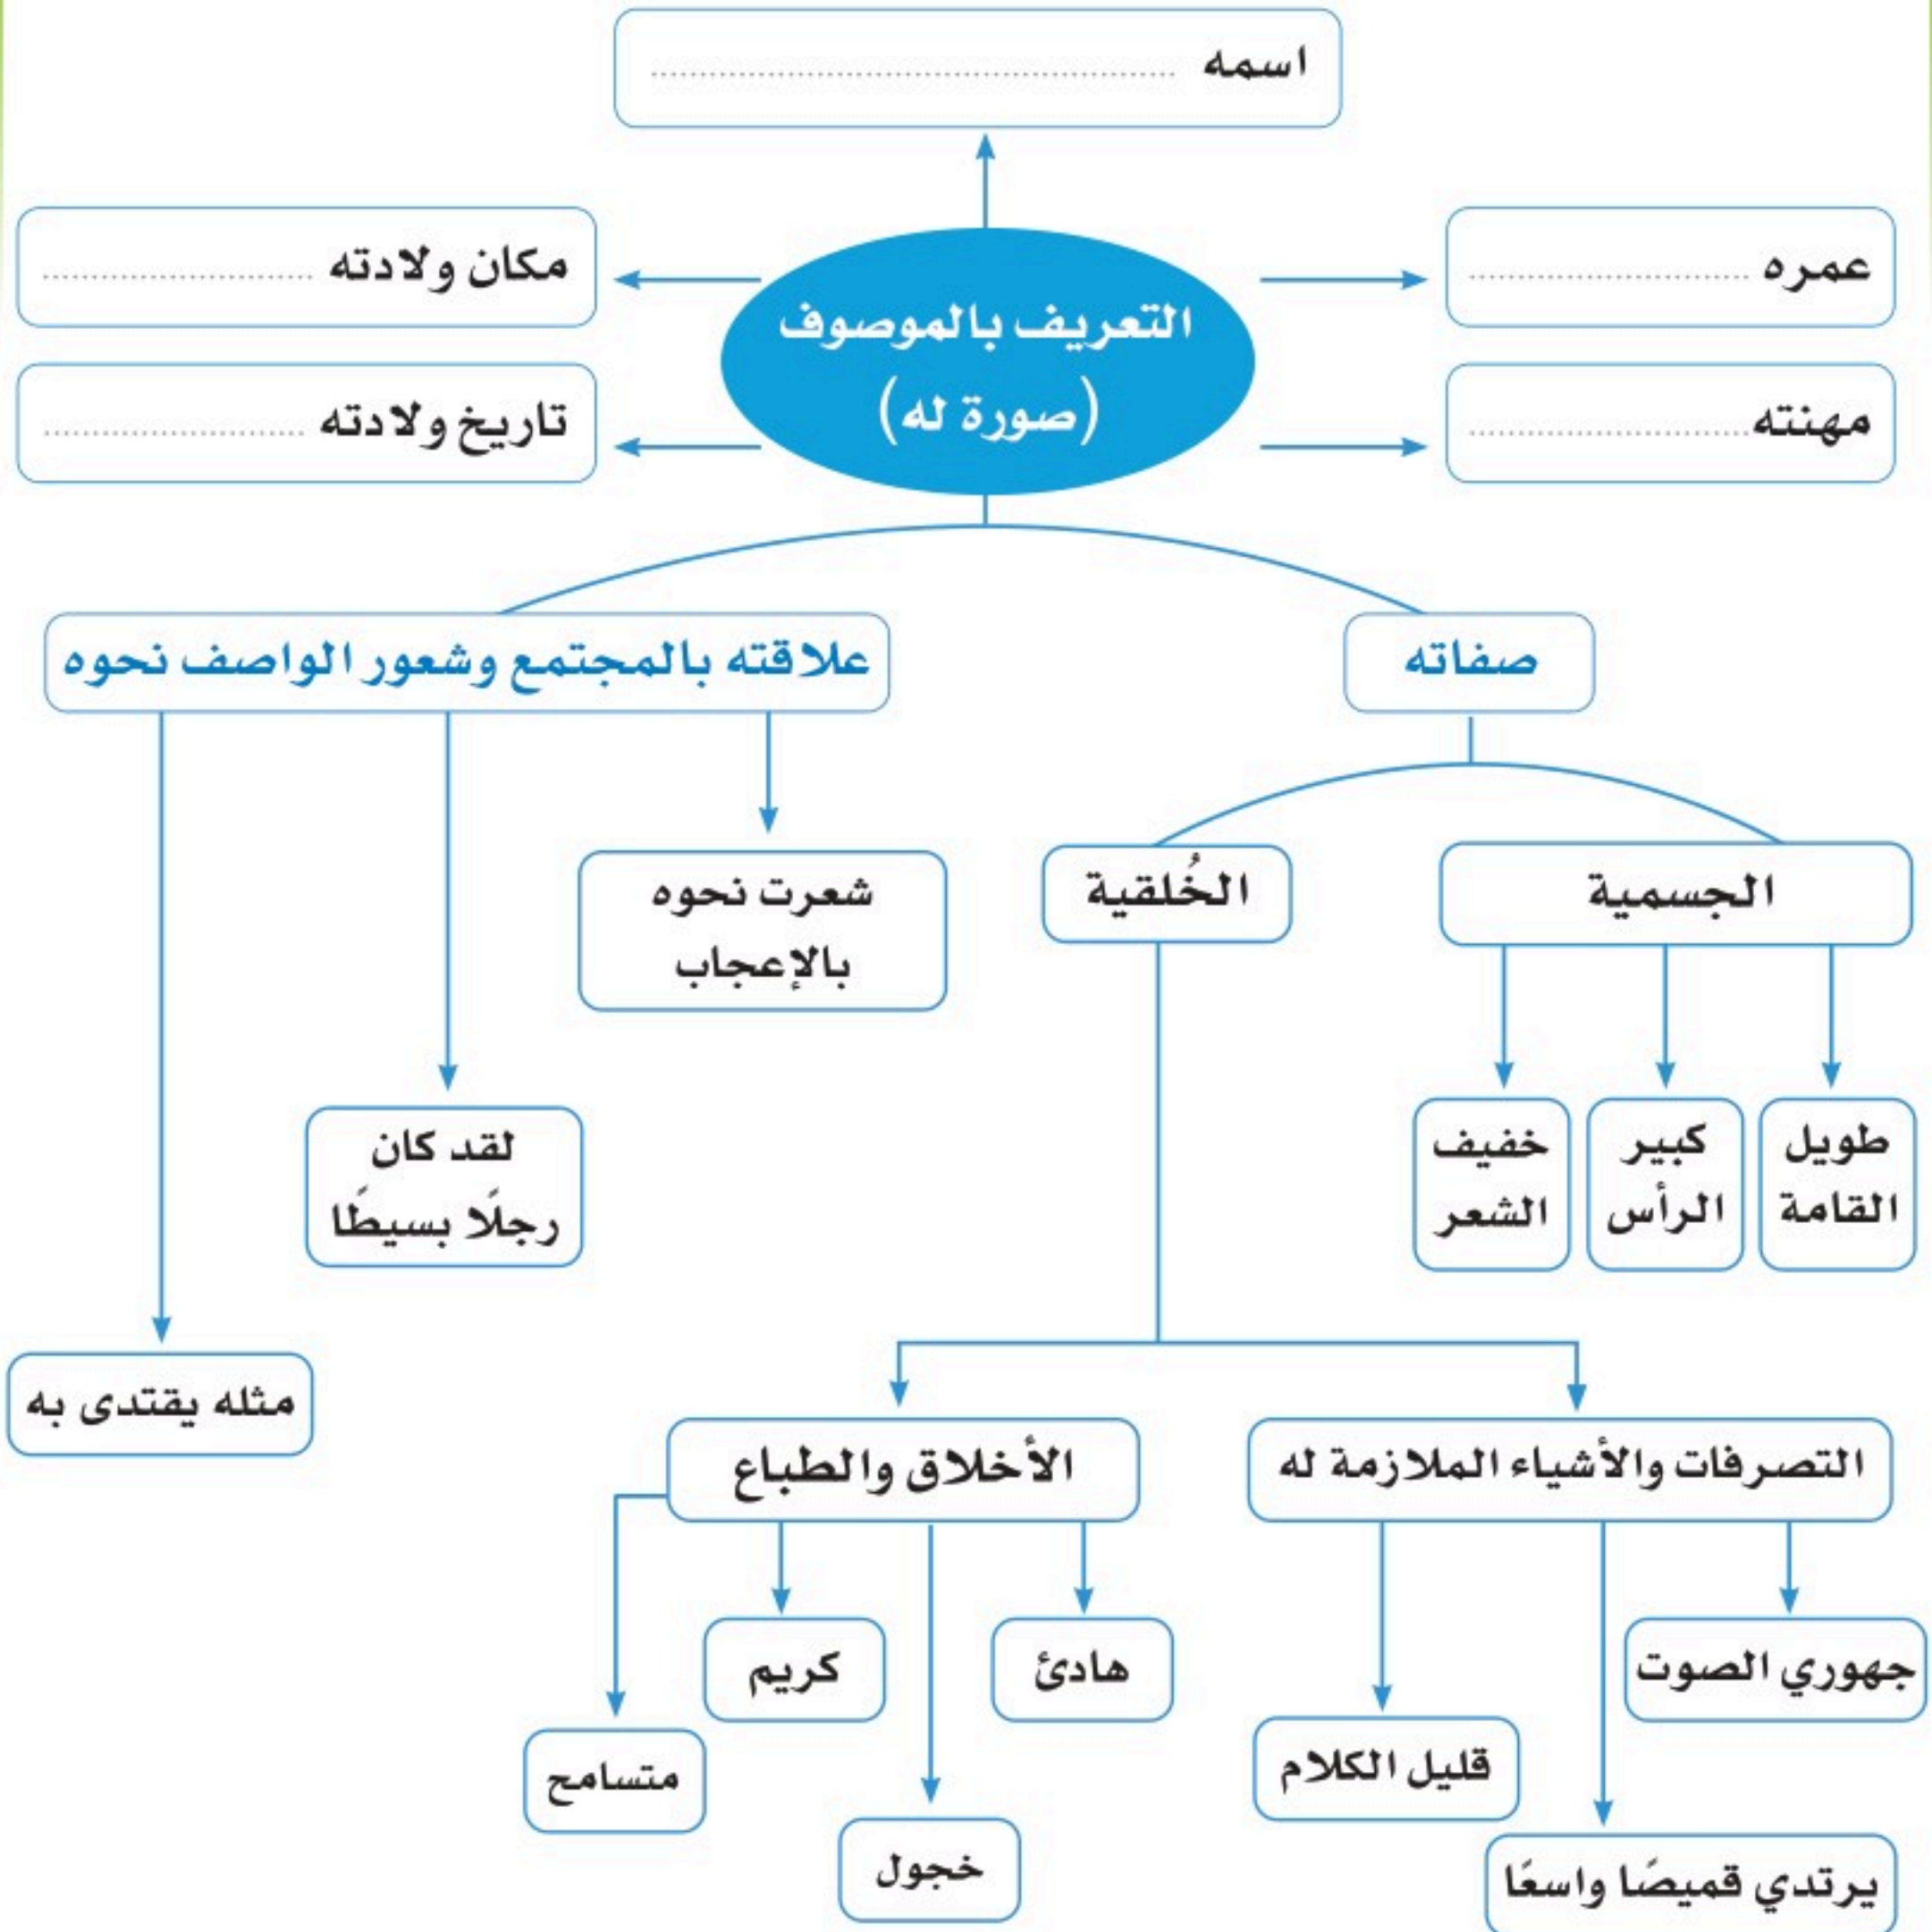 اسمه ........................................
عمره ........................
مكان ولادته ........................
التعريف بالموصوف
(صورة له)
مهنته ........................
تاريخ ولادته ........................
صفاته
علاقته بالمجتمع وشعور الواصف نحوه
الجسمية
الخُلقية
شعرت نحوه
بالإعجاب
طويل
القامة
كبير
الرأس
خفيف
الشعر
لقد كان
رجلًا بسيطًا
مثله يقتدى به
التصرفات والأشياء الملازمة له
الأخلاق والطباع
جهوري الصوت
يرتدي قميصًا واسعًا
قليل الكلام
هادئ
خجول
كريم
متسامح